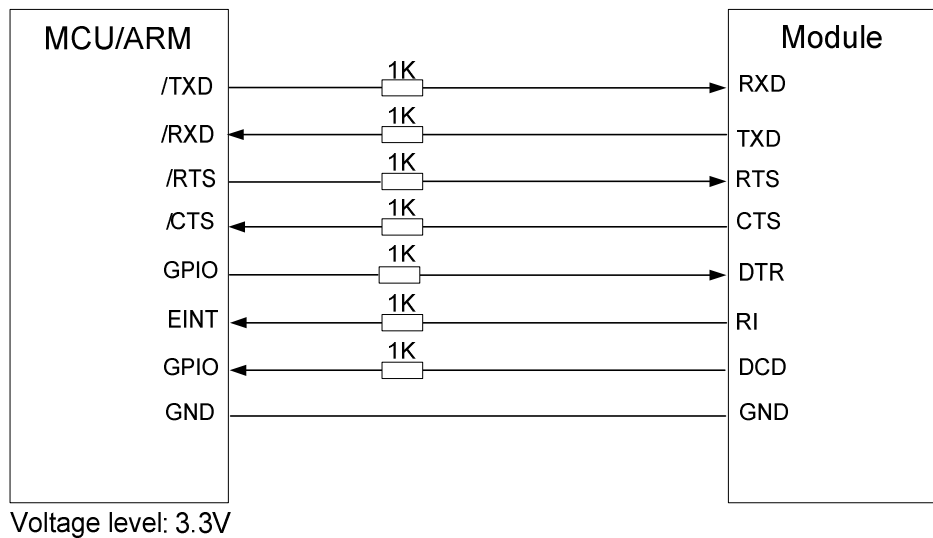 MCU/ARM Module
/TXD 1K RXD
/RXD 1K TXD
/RTS 1K RTS
/CTS 1K CTS
GPIO 1K DTR
EINT 1K RI
GPIO 1K DCD
GND GND
Voltage level: 3.3V